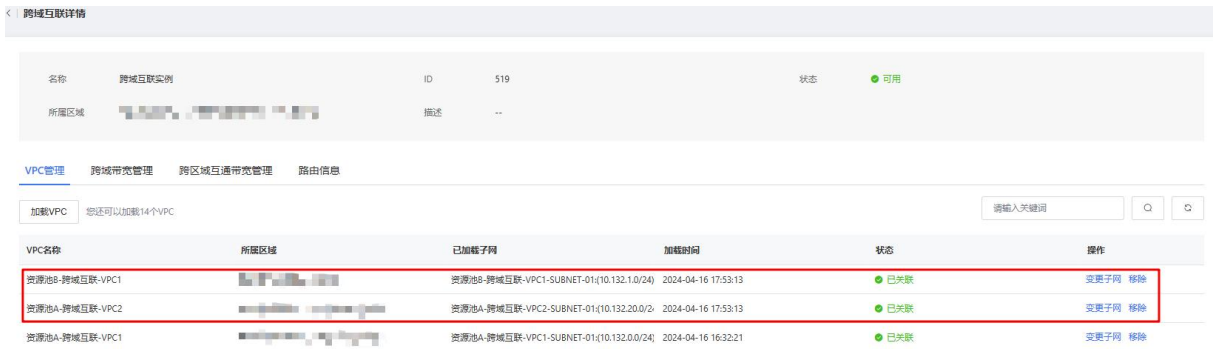 跨域互联详情
名称 跨域互联实例 ID 519 状态 可用
所属区域 描述 --
VPC管理 跨域带宽管理 跨区域互通带宽管理 路由信息
加载VPC 您还可以加载14个VPC 请输入关键词
VPC名称 所属区域 已加载子网 加载时间 状态 操作
资源池B-跨域互联-VPC1 资源池B-跨域互联-VPC1-SUBNET-01:(10.132.1.0/24) 2024-04-16 17:53:13 已关联 变更子网 移除
资源池A-跨域互联-VPC2 资源池A-跨域互联-VPC2-SUBNET-01:(10.132.20.0/2 2024-04-16 17:53:13 已关联 变更子网 移除
资源池A-跨域互联-VPC1 资源池A-跨域互联-VPC1-SUBNET-01:(10.132.0.0/24) 2024-04-16 16:32:21 已关联 变更子网 移除